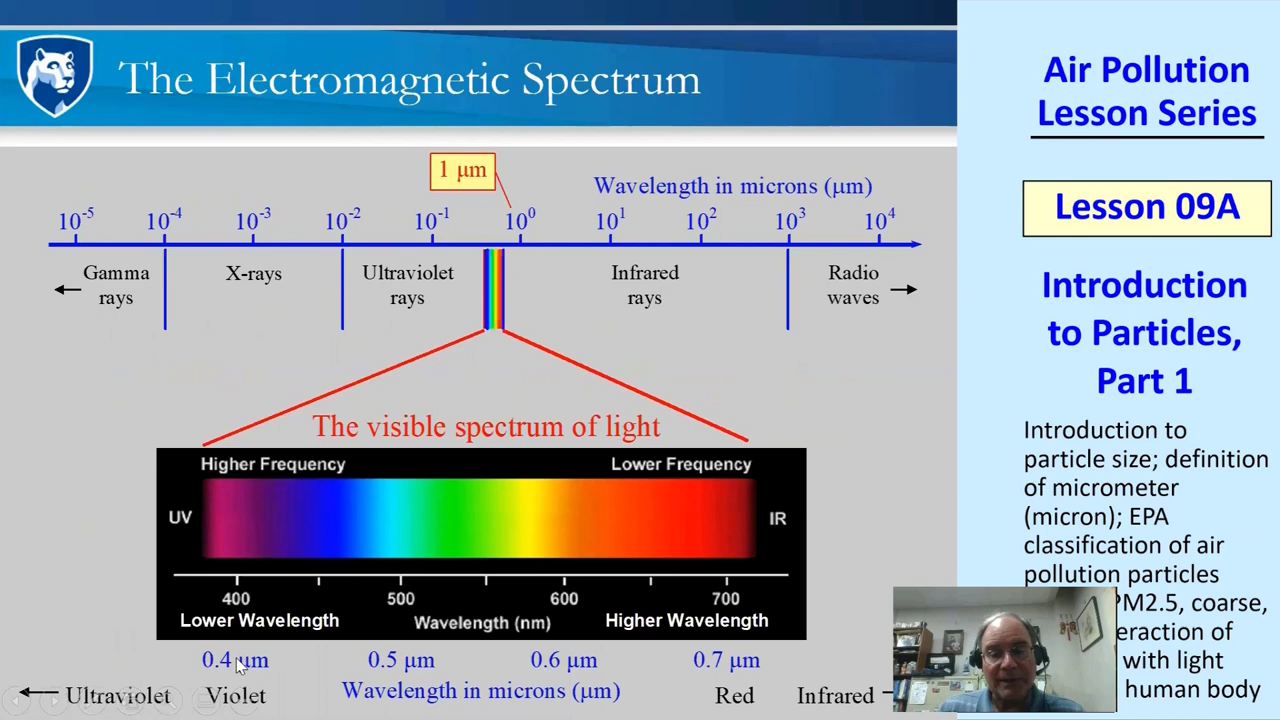 The Electromagnetic Spectrum
1 μm
Wavelength in microns (μm)
10⁻⁵ 10⁻⁴ 10⁻³ 10⁻² 10⁻¹ 10⁰ 10¹ 10² 10³ 10⁴
Gamma rays
X-rays
Ultraviolet rays
Infrared rays
Radio waves
The visible spectrum of light
Higher Frequency Lower Frequency
UV IR
400 500 600 700
Lower Wavelength Wavelength (nm) Higher Wavelength
0.4 μm 0.5 μm 0.6 μm 0.7 μm
Wavelength in microns (μm)
Ultraviolet Violet Red Infrared
Air Pollution
Lesson Series
Lesson 09A
Introduction
to Particles,
Part 1
Introduction to
particle size; definition
of micrometer
(micron); EPA
classification of air
pollution particles
PM2.5, coarse,
eraction of
with light
human body